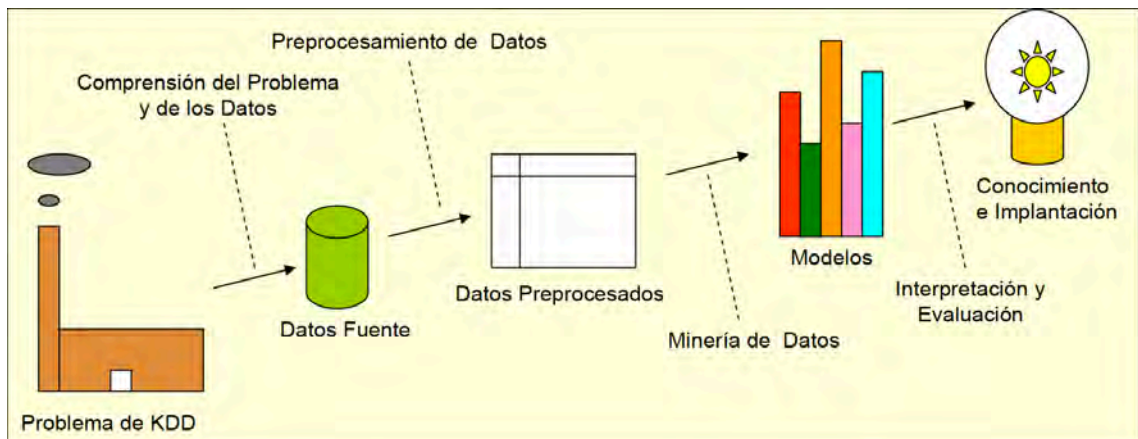 Preprocesamiento de Datos
Comprensión del Problema
y de los Datos
Conocimiento
e Implantación
Modelos
Datos Preprocesados
Interpretación y
Evaluación
Datos Fuente
Minería de Datos
Problema de KDD